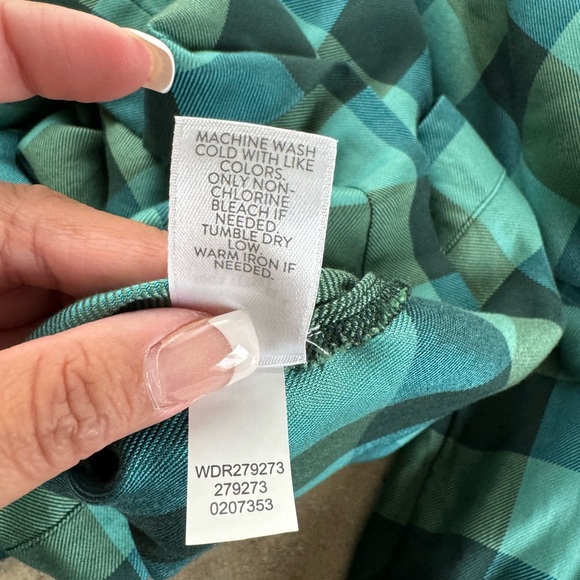 MACHINE WASH
COLD WITH LIKE
COLORS.
ONLY NON-
CHLORINE
BLEACH IF
NEEDED.
TUMBLE DRY
LOW.
WARM IRON IF
NEEDED.
WDR279273
279273
0207353